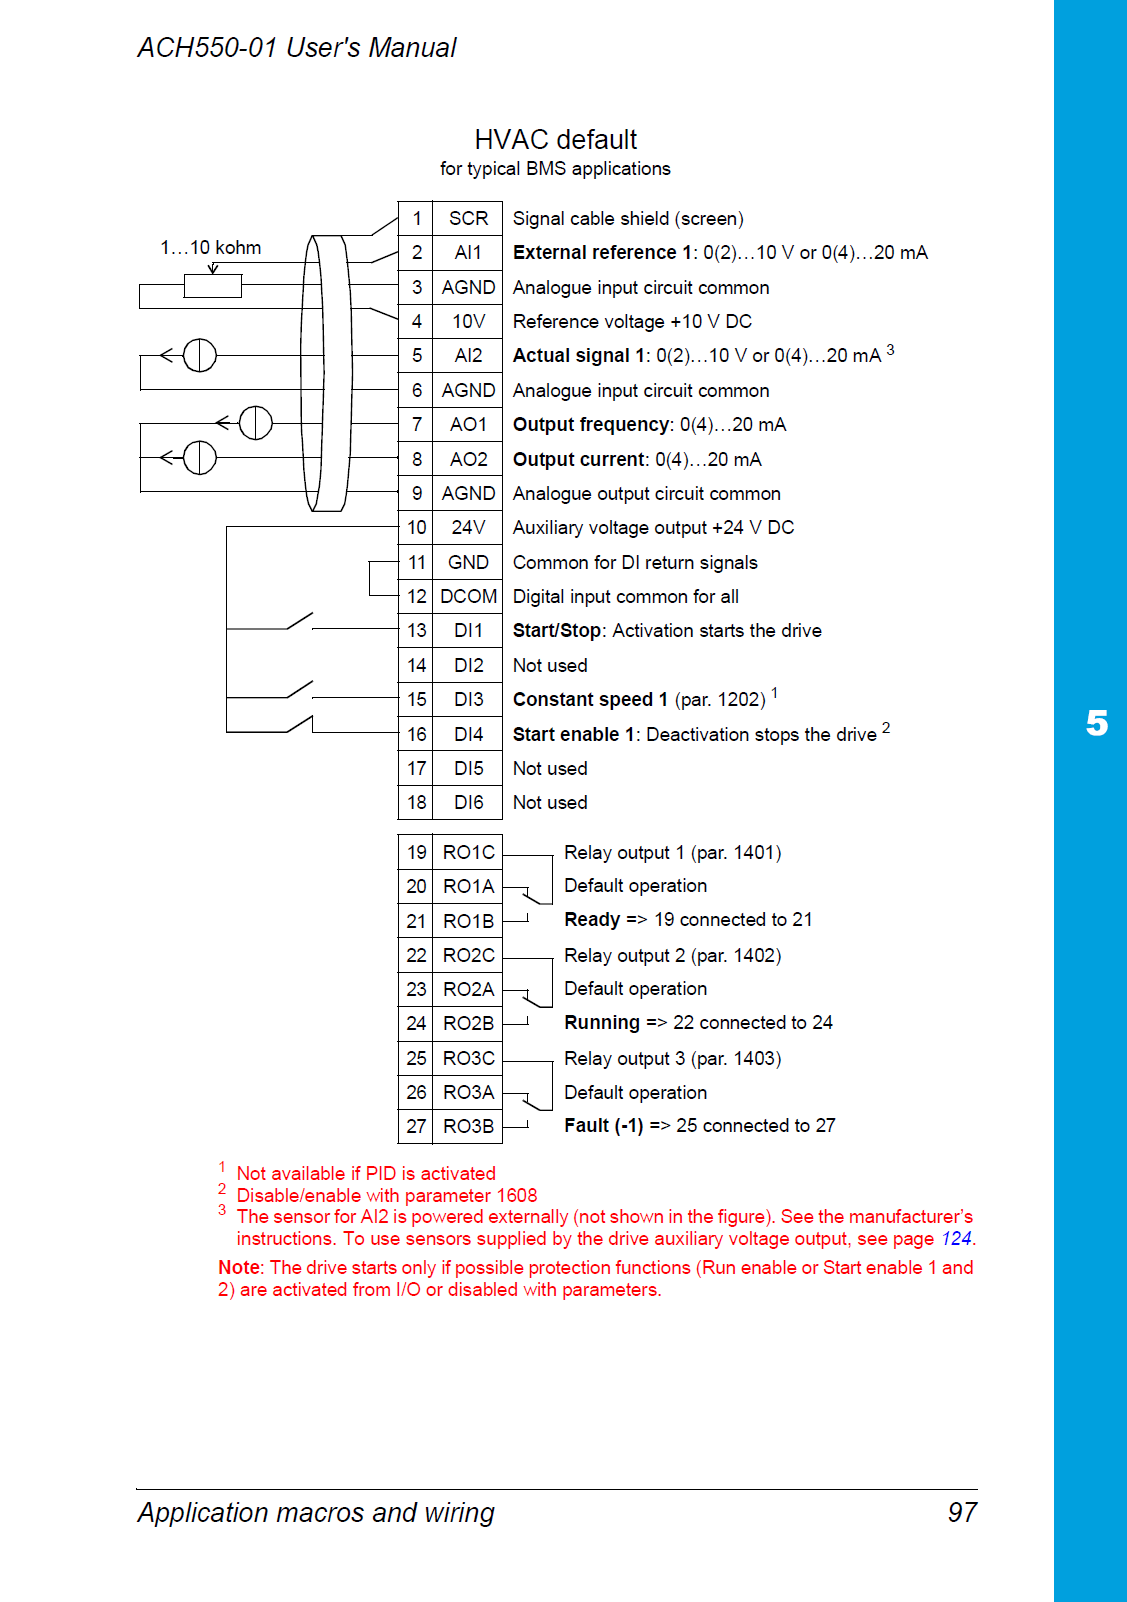 ACH550-01 User's Manual
HVAC default
for typical BMS applications
1…10 kohm
1 SCR Signal cable shield (screen)
2 AI1 External reference 1: 0(2)…10 V or 0(4)…20 mA
3 AGND Analogue input circuit common
4 10V Reference voltage +10 V DC
5 AI2 Actual signal 1: 0(2)…10 V or 0(4)…20 mA 3
6 AGND Analogue input circuit common
7 AO1 Output frequency: 0(4)…20 mA
8 AO2 Output current: 0(4)…20 mA
9 AGND Analogue output circuit common
10 24V Auxiliary voltage output +24 V DC
11 GND Common for DI return signals
12 DCOM Digital input common for all
13 DI1 Start/Stop: Activation starts the drive
14 DI2 Not used
15 DI3 Constant speed 1 (par. 1202) 1
16 DI4 Start enable 1: Deactivation stops the drive 2
17 DI5 Not used
18 DI6 Not used
19 RO1C Relay output 1 (par. 1401)
20 RO1A Default operation
21 RO1B Ready => 19 connected to 21
22 RO2C Relay output 2 (par. 1402)
23 RO2A Default operation
24 RO2B Running => 22 connected to 24
25 RO3C Relay output 3 (par. 1403)
26 RO3A Default operation
27 RO3B Fault (-1) => 25 connected to 27
1 Not available if PID is activated
2 Disable/enable with parameter 1608
3 The sensor for AI2 is powered externally (not shown in the figure). See the manufacturer's
instructions. To use sensors supplied by the drive auxiliary voltage output, see page 124.
Note: The drive starts only if possible protection functions (Run enable or Start enable 1 and
2) are activated from I/O or disabled with parameters.
5
Application macros and wiring 97